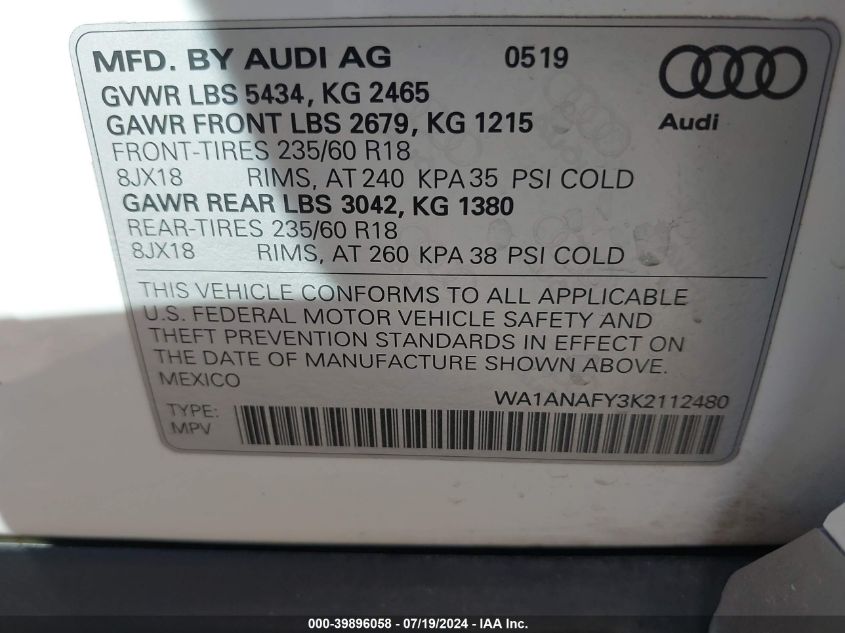 MFD. BY AUDI AG 0519
GVWR LBS 5434, KG 2465
GAWR FRONT LBS 2679, KG 1215
Audi
FRONT-TIRES 235/60 R18
8JX18 RIMS, AT 240 KPA 35 PSI COLD
GAWR REAR LBS 3042, KG 1380
REAR-TIRES 235/60 R18
8JX18 RIMS, AT 260 KPA 38 PSI COLD
THIS VEHICLE CONFORMS TO ALL APPLICABLE
U.S. FEDERAL MOTOR VEHICLE SAFETY AND
THEFT PREVENTION STANDARDS IN EFFECT ON
THE DATE OF MANUFACTURE SHOWN ABOVE.
MEXICO
WA1ANAFY3K2112480
TYPE:
MPV
000-39896058 - 07/19/2024 - IAA Inc.